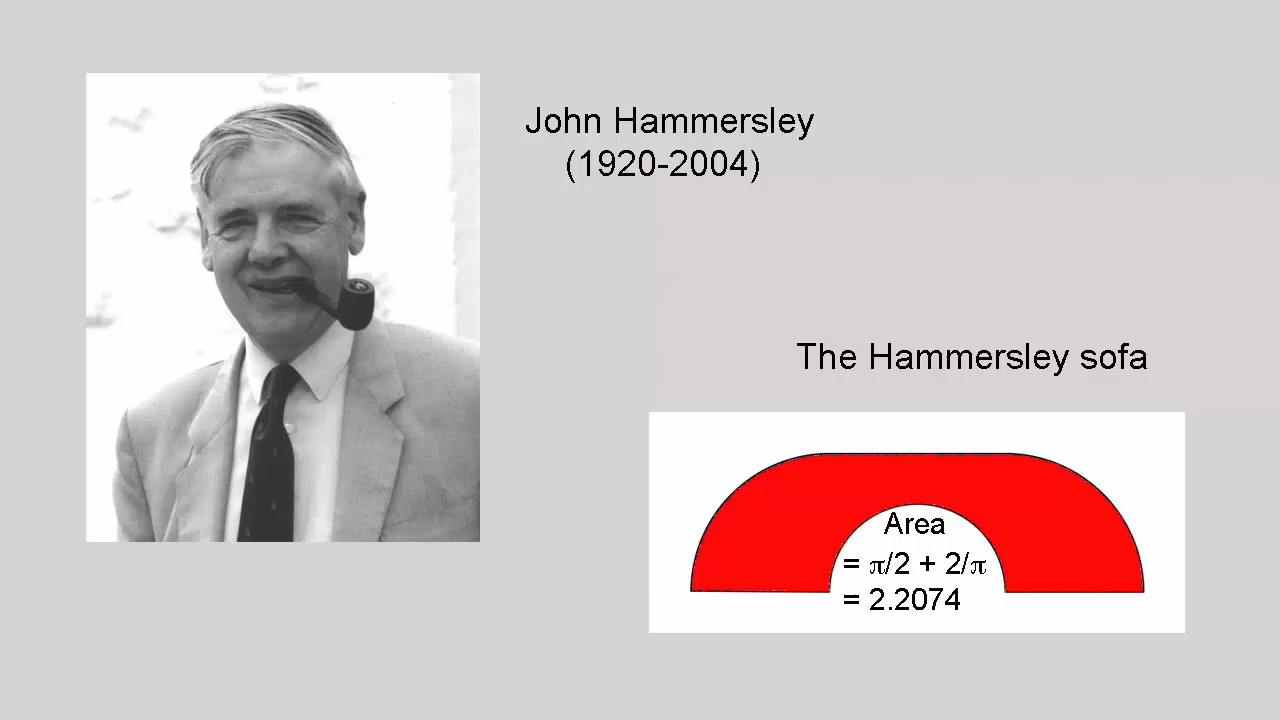 John Hammersley
(1920-2004)
The Hammersley sofa
Area
= π/2 + 2/π
= 2.2074